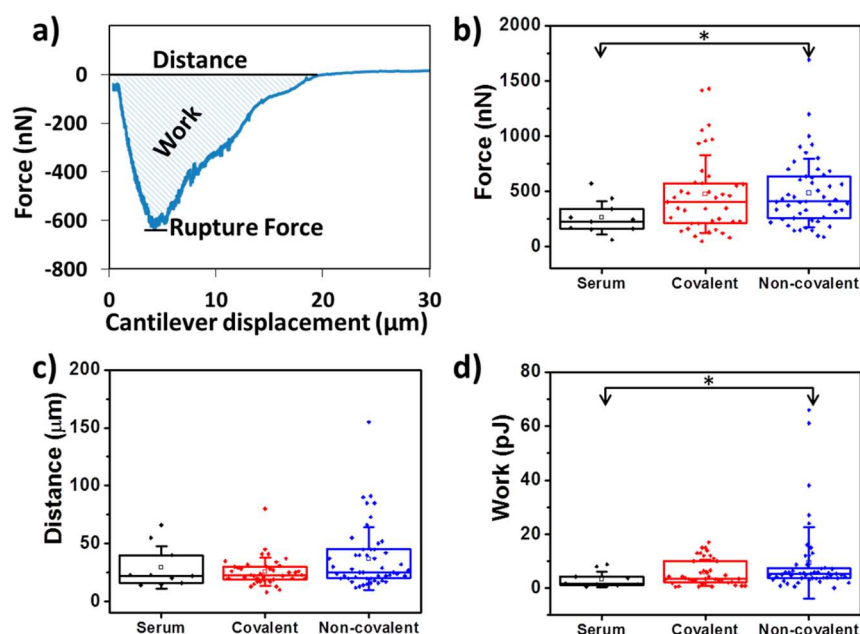 a)
Distance
Work
Rupture Force
Force (nN)
0
-200
-400
-600
-800
0
10
20
30
Cantilever displacement (µm)
b)
*
Force (nN)
2000
1500
1000
500
0
Serum
Covalent
Non-covalent
c)
Distance (µm)
200
150
100
50
0
Serum
Covalent
Non-covalent
d)
*
Work (pJ)
80
60
40
20
0
Serum
Covalent
Non-covalent